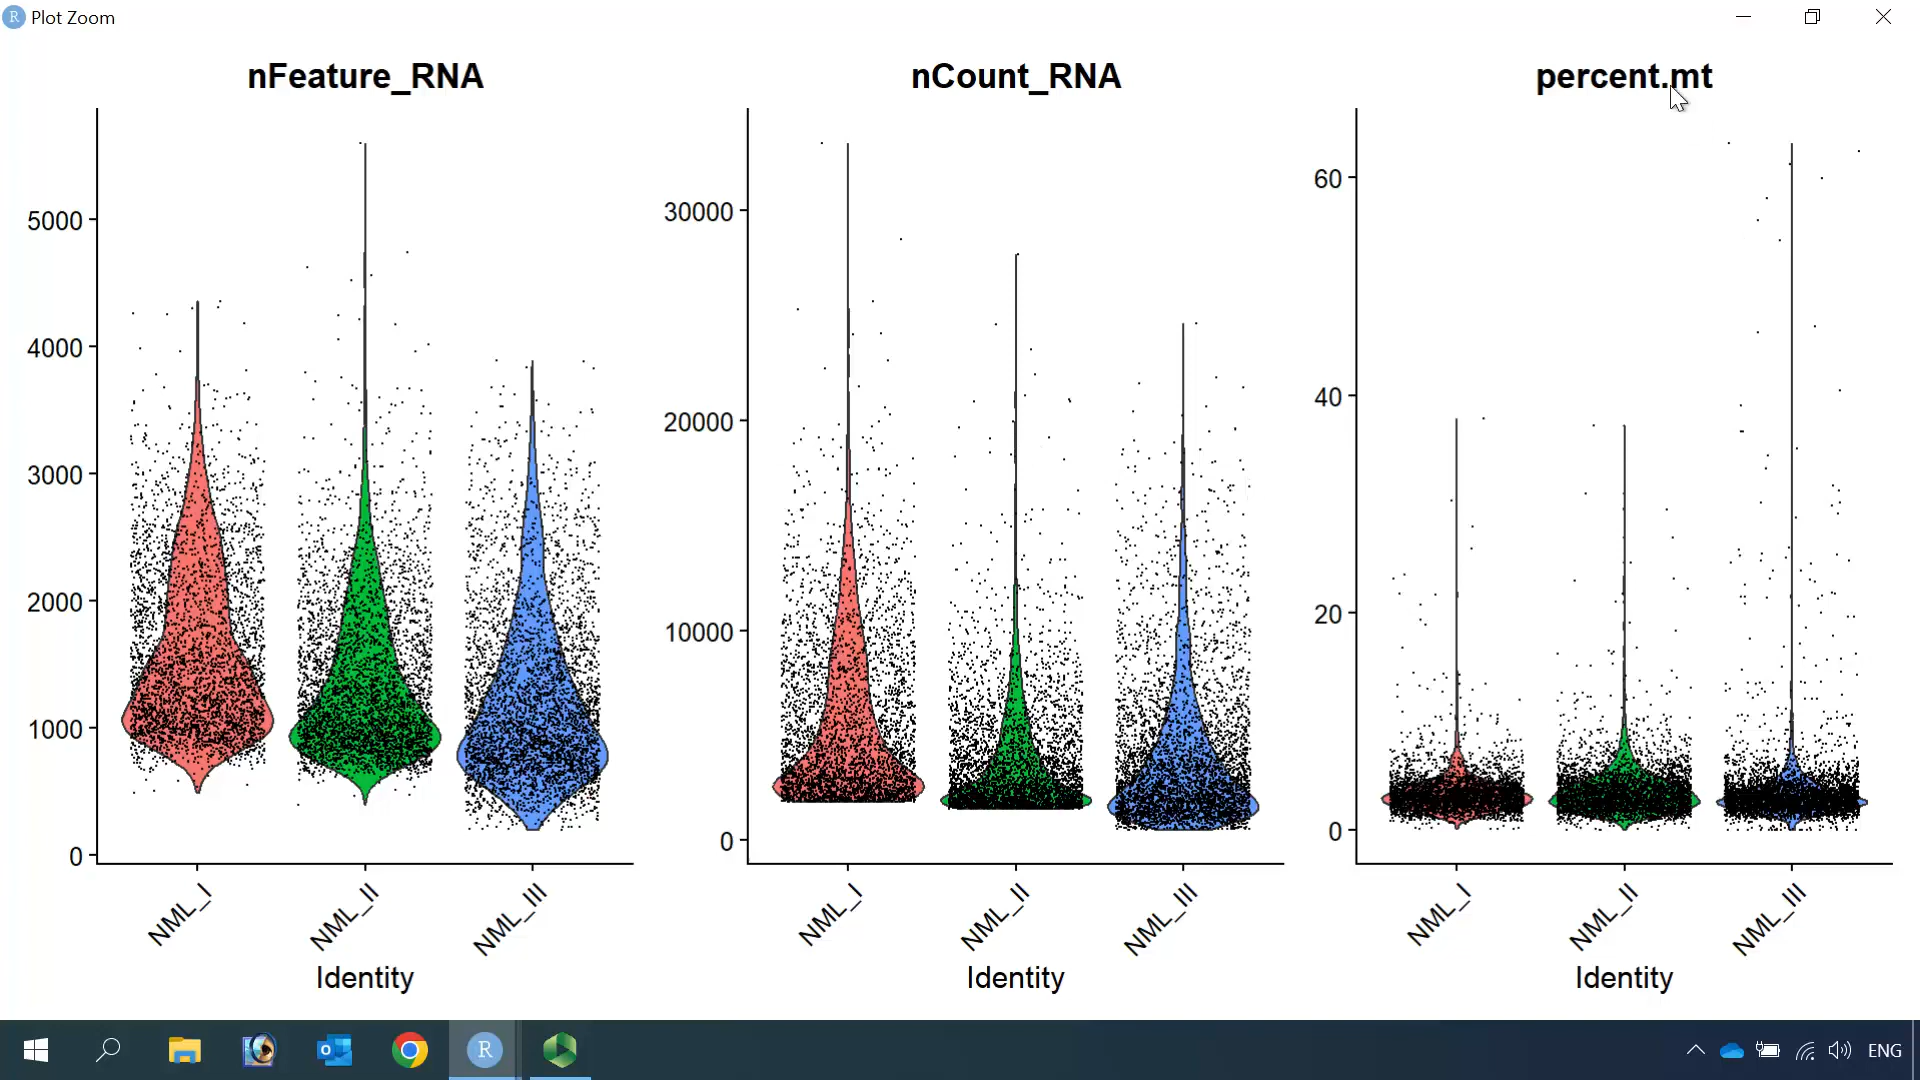 Plot Zoom
nFeature_RNA
5000
4000
3000
2000
1000
0
NML_I
NML_II
NML_III
Identity
nCount_RNA
30000
20000
10000
0
NML_I
NML_II
NML_III
Identity
percent.mt
60
40
20
0
NML_I
NML_II
NML_III
Identity
ENG